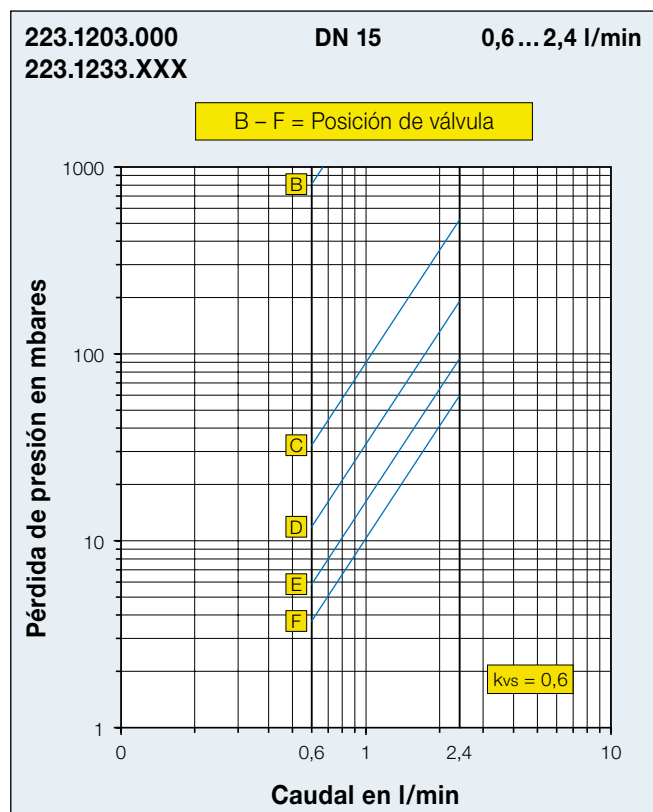 223.1203.000 DN 15 0,6 ... 2,4 l/min
223.1233.XXX
B – F = Posición de válvula
Pérdida de presión en mbares
1000
100
10
1
B
C
D
E
F
kvs = 0,6
0 0,6 1 2,4 10
Caudal en l/min